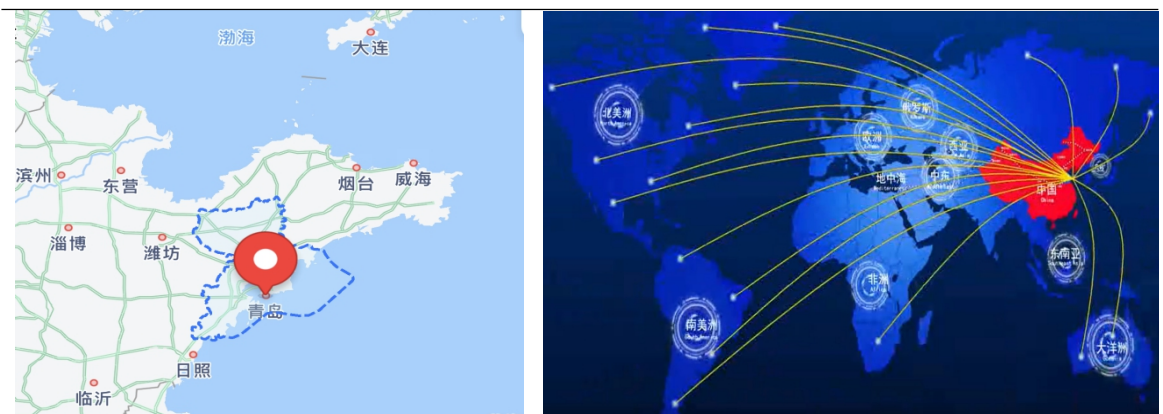 渤海
大连
滨州
东营
烟台
威海
淄博
潍坊
青岛
日照
临沂
北美洲
俄罗斯
欧洲
西亚
地中海
中东
中国
China
东南亚
非洲
Africa
南美洲
大洋洲